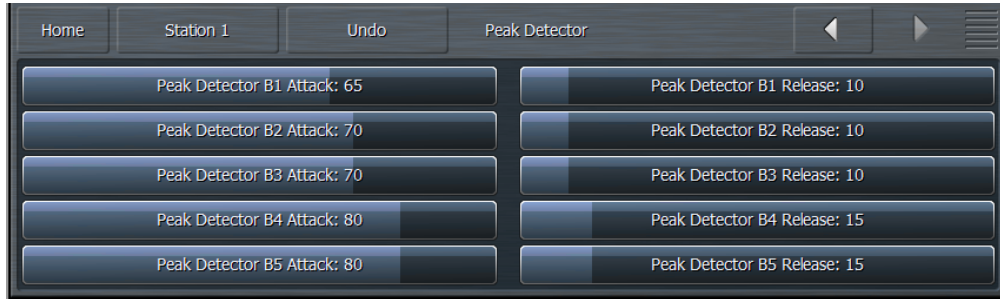 Home Station 1 Undo Peak Detector
Peak Detector B1 Attack: 65 Peak Detector B1 Release: 10
Peak Detector B2 Attack: 70 Peak Detector B2 Release: 10
Peak Detector B3 Attack: 70 Peak Detector B3 Release: 10
Peak Detector B4 Attack: 80 Peak Detector B4 Release: 15
Peak Detector B5 Attack: 80 Peak Detector B5 Release: 15